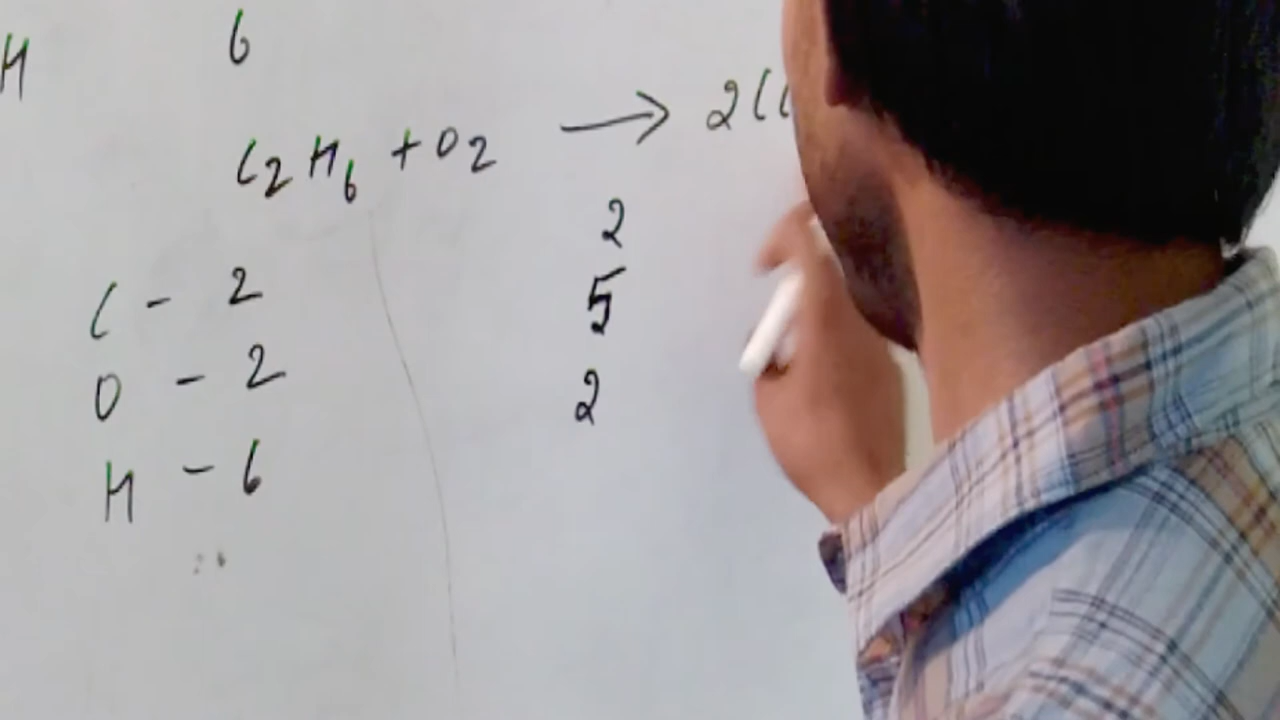 H 6
C2H6 + O2 → 2C
2
C - 2
5
O - 2
2
H - 6